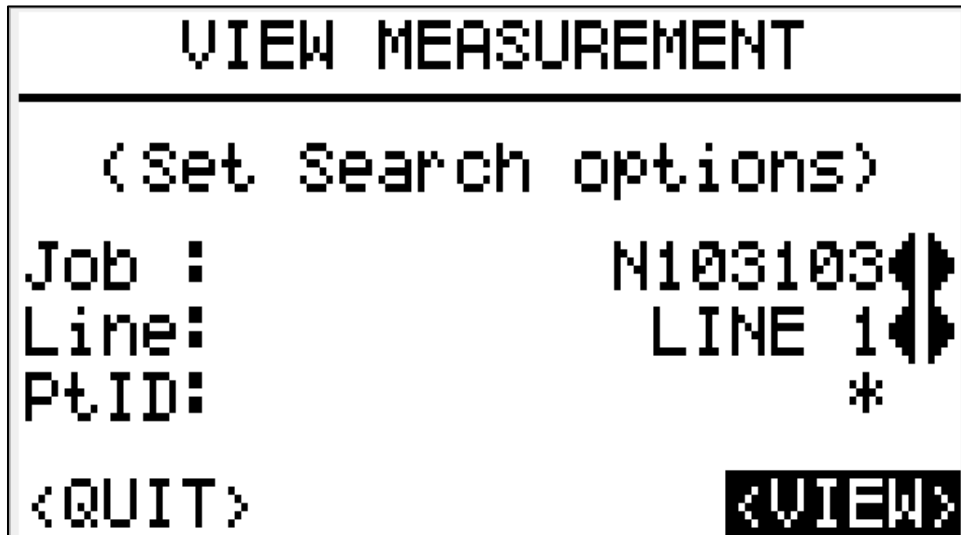 VIEW MEASUREMENT
(Set Search options)
Job : N103103
Line: LINE 1
PtID: *
<QUIT> <VIEW>